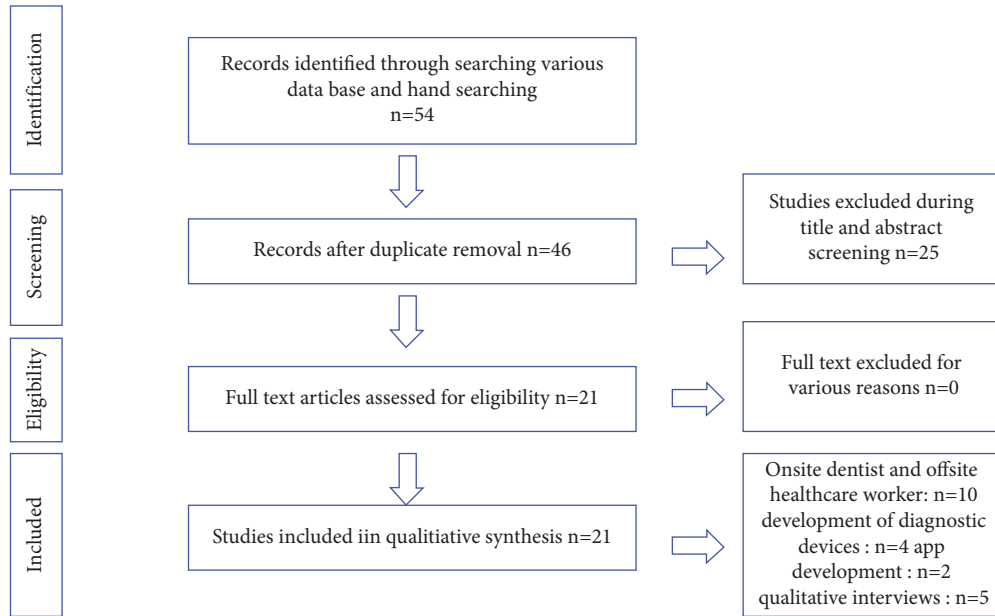 Identification
Records identified through searching various
data base and hand searching
n=54
Screening
Records after duplicate removal n=46
Studies excluded during
title and abstract
screening n=25
Eligibility
Full text articles assessed for eligibility n=21
Full text excluded for
various reasons n=0
Included
Studies included iin qualitiative synthesis n=21
Onsite dentist and offsite
healthcare worker: n=10
development of diagnostic
devices : n=4 app
development : n=2
qualitative interviews : n=5